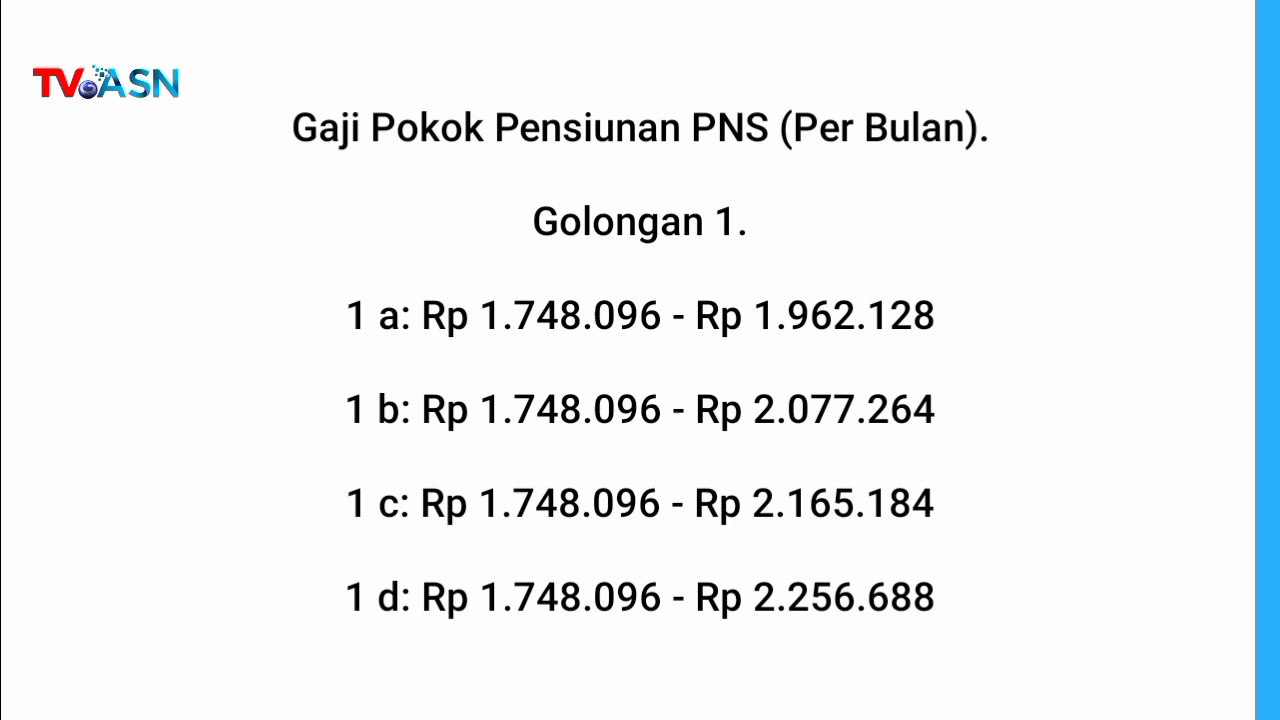 TV ASN
Gaji Pokok Pensiunan PNS (Per Bulan).
Golongan 1.
1 a: Rp 1.748.096 - Rp 1.962.128
1 b: Rp 1.748.096 - Rp 2.077.264
1 c: Rp 1.748.096 - Rp 2.165.184
1 d: Rp 1.748.096 - Rp 2.256.688